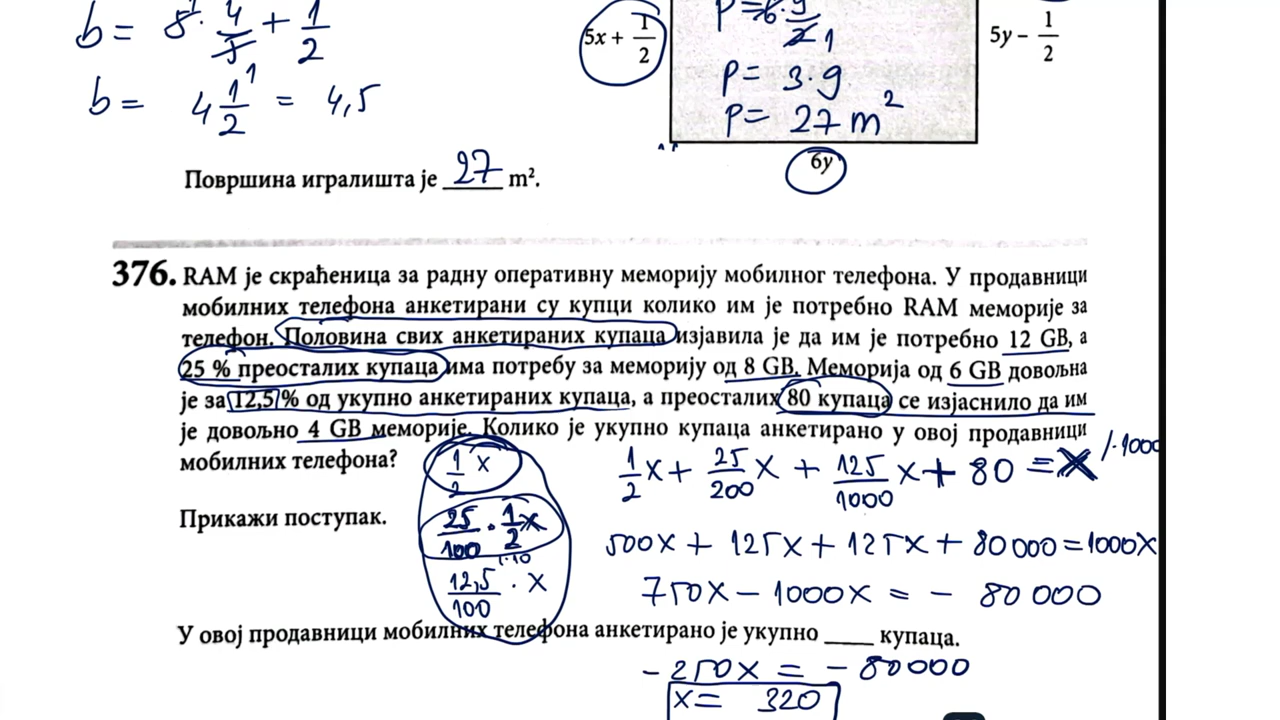 b = 5¹ · 4/5 + 1/2
b = 4 1/2 = 4,5
5x + 1/2
P = 3 · 9
P = 27 m²
5y − 1/2
6y
Површина игралишта је 27 m².
376. RAM је скраћеница за радну оперативну меморију мобилног телефона. У продавници
мобилних телефона анкетирани су купци колико им је потребно RAM меморије за
телефон. Половина свих анкетираних купаца изјавила је да им је потребно 12 GB, а
25 % преосталих купаца има потребу за меморију од 8 GB. Меморија од 6 GB довољна
је за 12,5 % од укупно анкетираних купаца, а преосталих 80 купаца се изјаснило да им
је довољно 4 GB меморије. Колико је укупно купаца анкетирано у овој продавници
мобилних телефона?
1/2 x
1/2 x + 25/200 x + 125/1000 x + 80 = x /·1000
Прикажи поступак.
25/100 · 1/2 x
500x + 125x + 125x + 80000 = 1000x
12,5/100 · x
750x − 1000x = − 80 000
У овој продавници мобилних телефона анкетирано је укупно ____ купаца.
− 250x = − 80000
x = 320